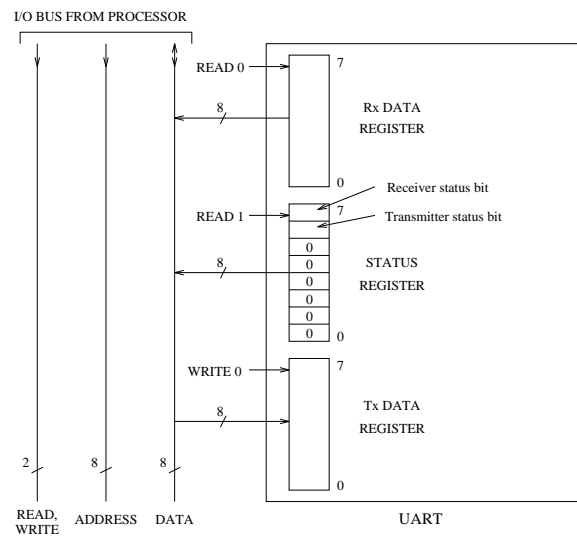 I/O BUS FROM PROCESSOR
READ 0
7
8
Rx DATA
REGISTER
0
Receiver status bit
READ 1
7
Transmitter status bit
0
0
8
STATUS
0
REGISTER
0
0
0
0
WRITE 0
7
8
Tx DATA
REGISTER
2
8
8
0
READ,
WRITE
ADDRESS
DATA
UART